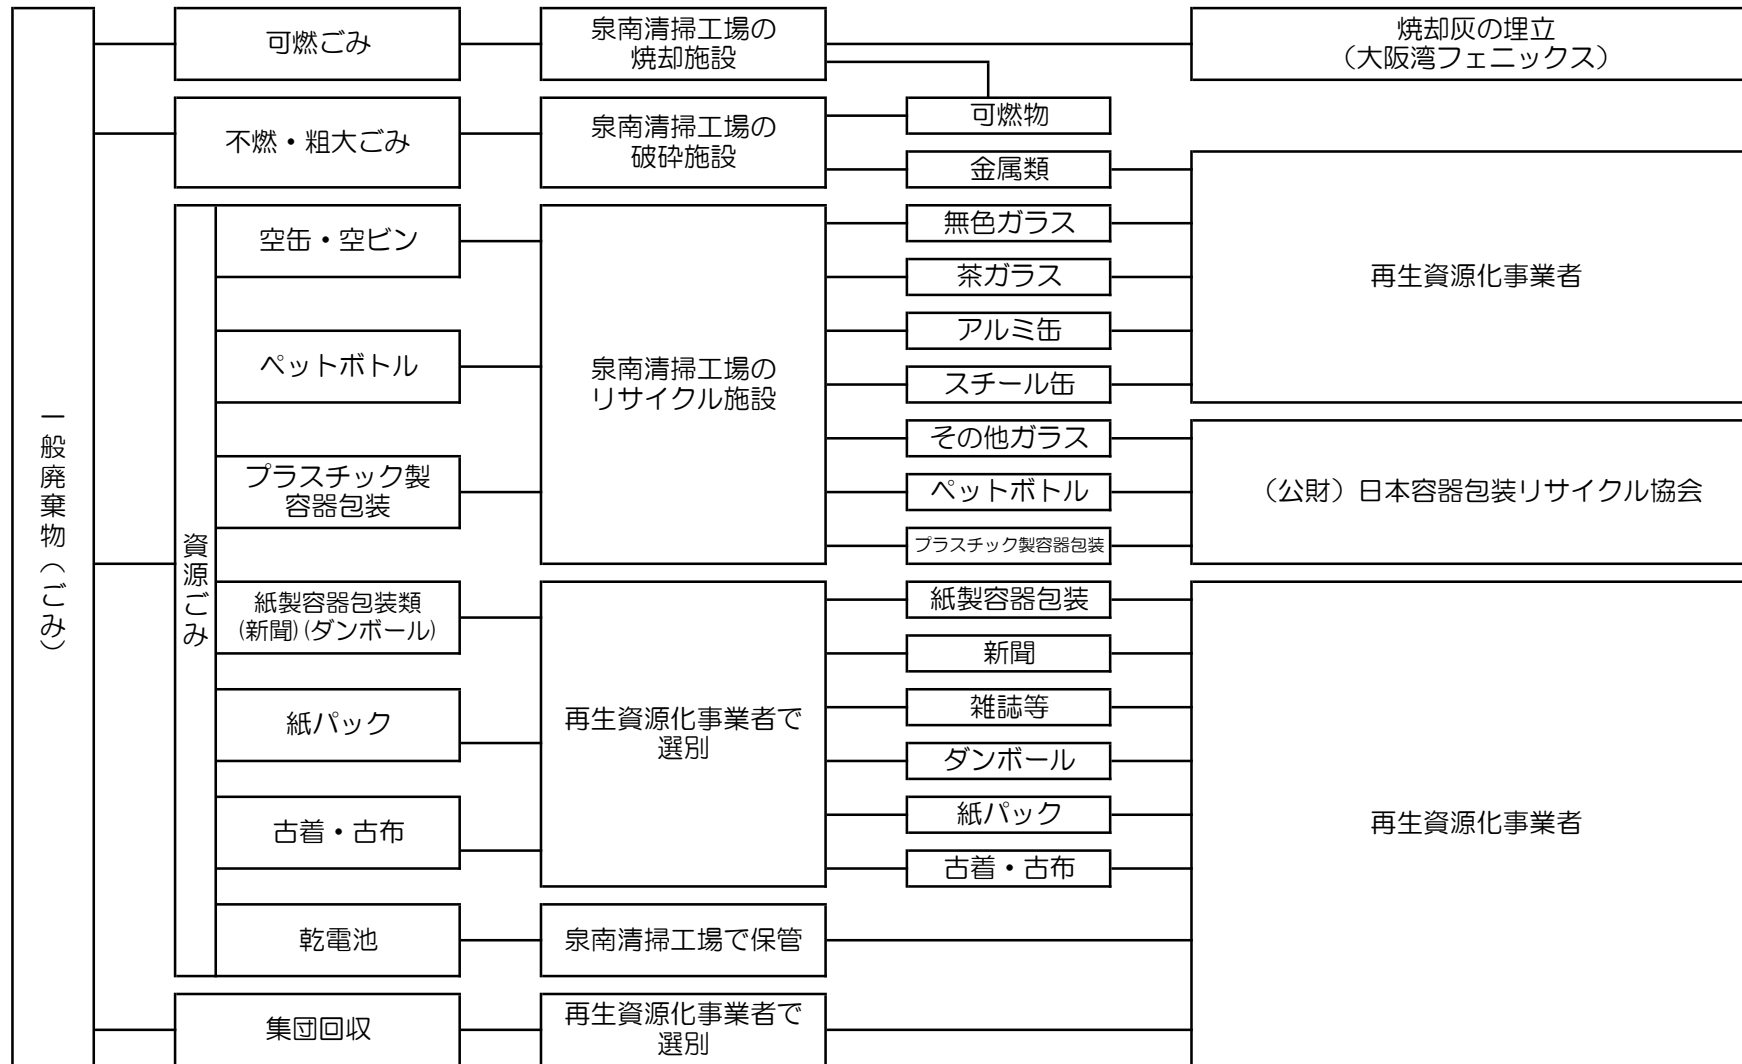 一般廃棄物（ごみ）
可燃ごみ
泉南清掃工場の
焼却施設
焼却灰の埋立
（大阪湾フェニックス）
不燃・粗大ごみ
泉南清掃工場の
破砕施設
可燃物
金属類
資源ごみ
空缶・空ビン
ペットボトル
プラスチック製
容器包装
泉南清掃工場の
リサイクル施設
無色ガラス
茶ガラス
アルミ缶
スチール缶
再生資源化事業者
その他ガラス
ペットボトル
プラスチック製容器包装
（公財）日本容器包装リサイクル協会
紙製容器包装類
(新聞)(ダンボール)
紙パック
古着・古布
再生資源化事業者で
選別
紙製容器包装
新聞
雑誌等
ダンボール
紙パック
古着・古布
再生資源化事業者
乾電池
泉南清掃工場で保管
集団回収
再生資源化事業者で
選別